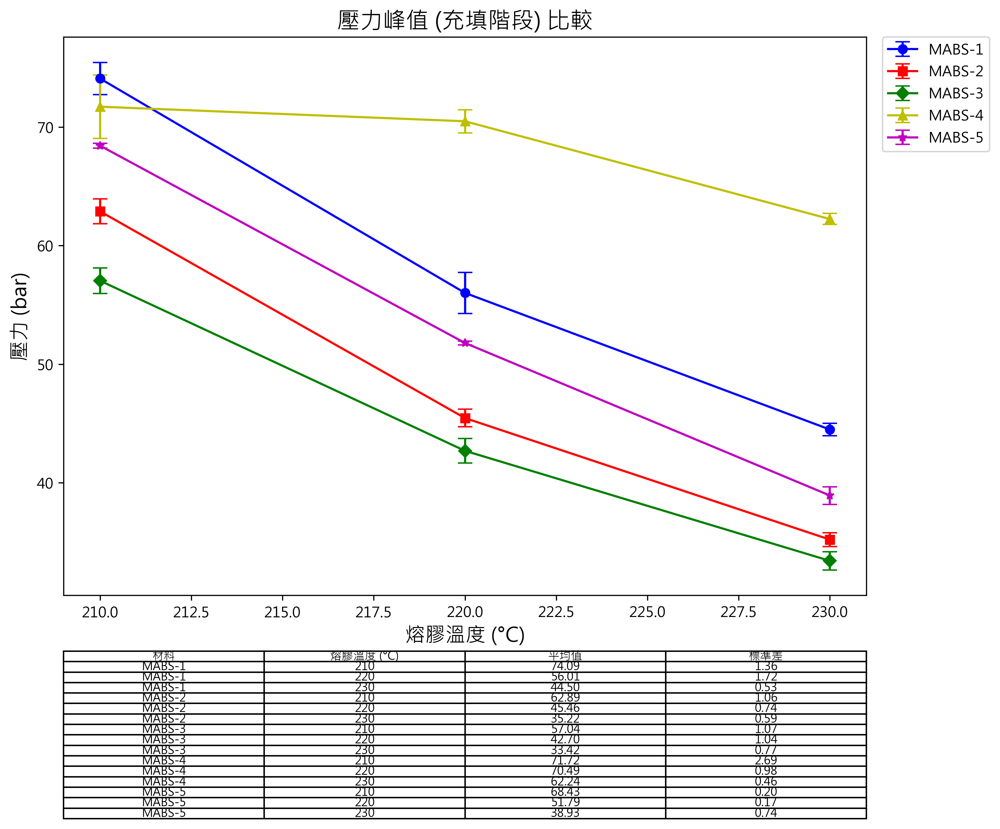 壓力峰值 (充填階段) 比較
MABS-1
MABS-2
MABS-3
MABS-4
MABS-5
壓力 (bar)
70
60
50
40
210.0 212.5 215.0 217.5 220.0 222.5 225.0 227.5 230.0
熔膠溫度 (°C)
材料 熔膠溫度 (°C) 平均值 標準差
MABS-1 210 74.09 1.36
MABS-1 220 56.01 1.72
MABS-1 230 44.50 0.53
MABS-2 210 62.89 1.06
MABS-2 220 45.46 0.74
MABS-2 230 35.22 0.59
MABS-3 210 57.04 1.07
MABS-3 220 42.70 1.04
MABS-3 230 33.42 0.77
MABS-4 210 71.72 2.69
MABS-4 220 70.49 0.98
MABS-4 230 62.24 0.46
MABS-5 210 68.43 0.20
MABS-5 220 51.79 0.17
MABS-5 230 38.93 0.74